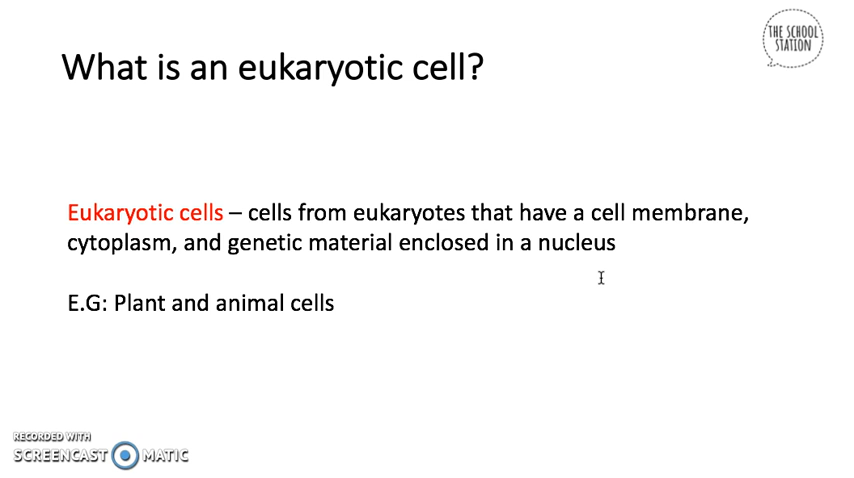 THE SCHOOL
STATION
What is an eukaryotic cell?
Eukaryotic cells – cells from eukaryotes that have a cell membrane,
cytoplasm, and genetic material enclosed in a nucleus
E.G: Plant and animal cells
RECORDED WITH
SCREENCAST MATIC